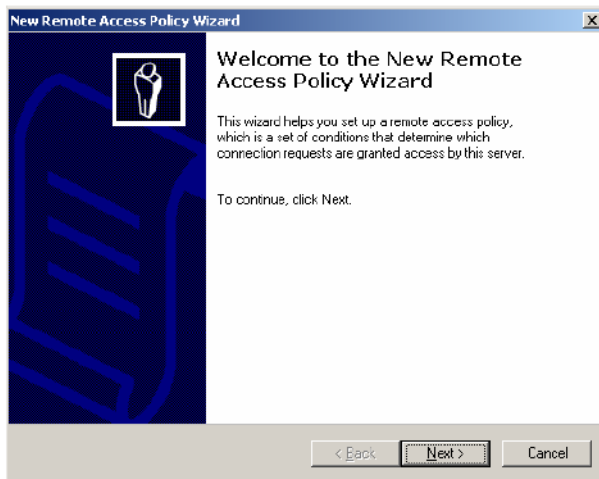 New Remote Access Policy Wizard
Welcome to the New Remote
Access Policy Wizard
This wizard helps you set up a remote access policy,
which is a set of conditions that determine which
connection requests are granted access by this server.
To continue, click Next.
< Back
Next >
Cancel